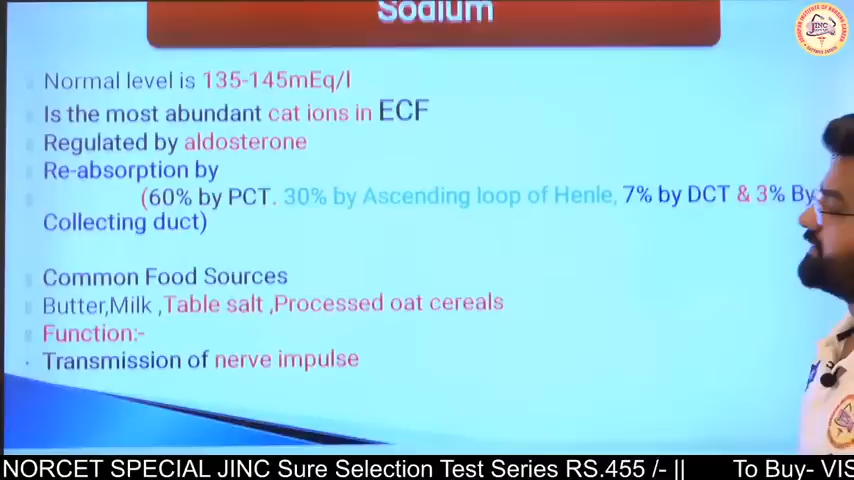 Sodium
Normal level is 135-145mEq/l
Is the most abundant cat ions in ECF
Regulated by aldosterone
Re-absorption by
(60% by PCT. 30% by Ascending loop of Henle, 7% by DCT & 3% By
Collecting duct)
Common Food Sources
Butter,Milk ,Table salt ,Processed oat cereals
Function:-
Transmission of nerve impulse
JINC
NORCET SPECIAL JINC Sure Selection Test Series RS.455 /- || To Buy- VIS